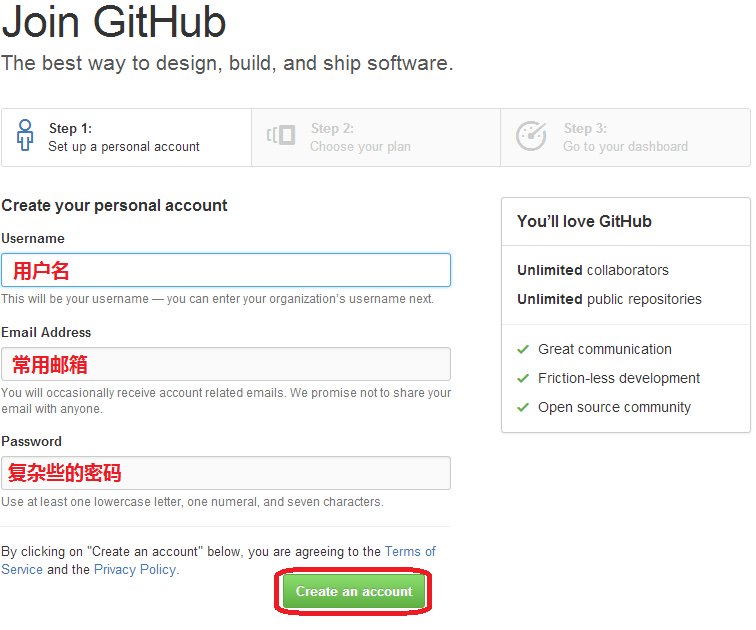 Join GitHub
The best way to design, build, and ship software.
Step 1:
Set up a personal account
Step 2:
Choose your plan
Step 3:
Go to your dashboard
Create your personal account
Username
用户名
This will be your username — you can enter your organization's username next.
Email Address
常用邮箱
You will occasionally receive account related emails. We promise not to share your
email with anyone.
Password
复杂些的密码
Use at least one lowercase letter, one numeral, and seven characters.
By clicking on "Create an account" below, you are agreeing to the Terms of
Service and the Privacy Policy.
Create an account
You'll love GitHub
Unlimited collaborators
Unlimited public repositories
Great communication
Friction-less development
Open source community